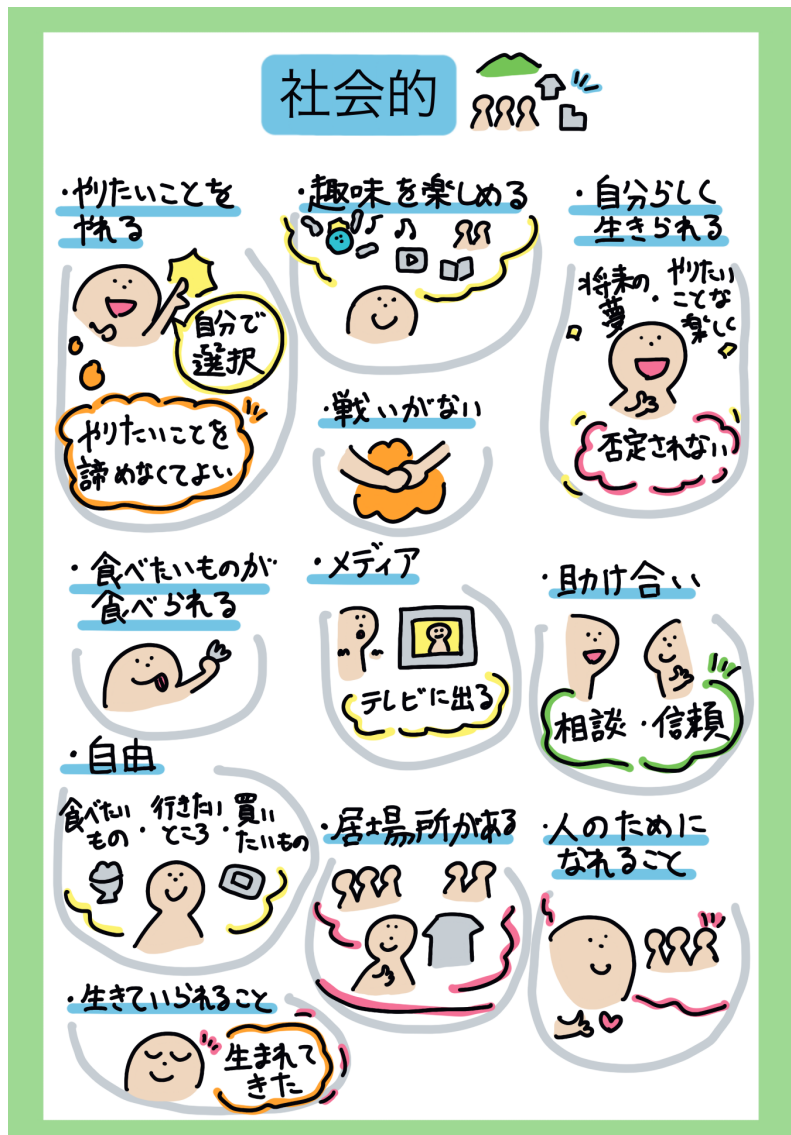 社会的
・やりたいことを
やれる
自分で
選択
やりたいことを
諦めなくてよい
・趣味を楽しめる
・自分らしく
生きられる
将来の
夢
・やりたい
ことな
楽しく
否定されない
・戦いがない
・食べたいものが
食べられる
・メディア
テレビに出る
・助け合い
相談・信頼
・自由
食べたい
もの
・行きたい
ところ
・買い
たいもの
・居場所がある
・人のために
なれること
・生きていられること
生まれて
きた